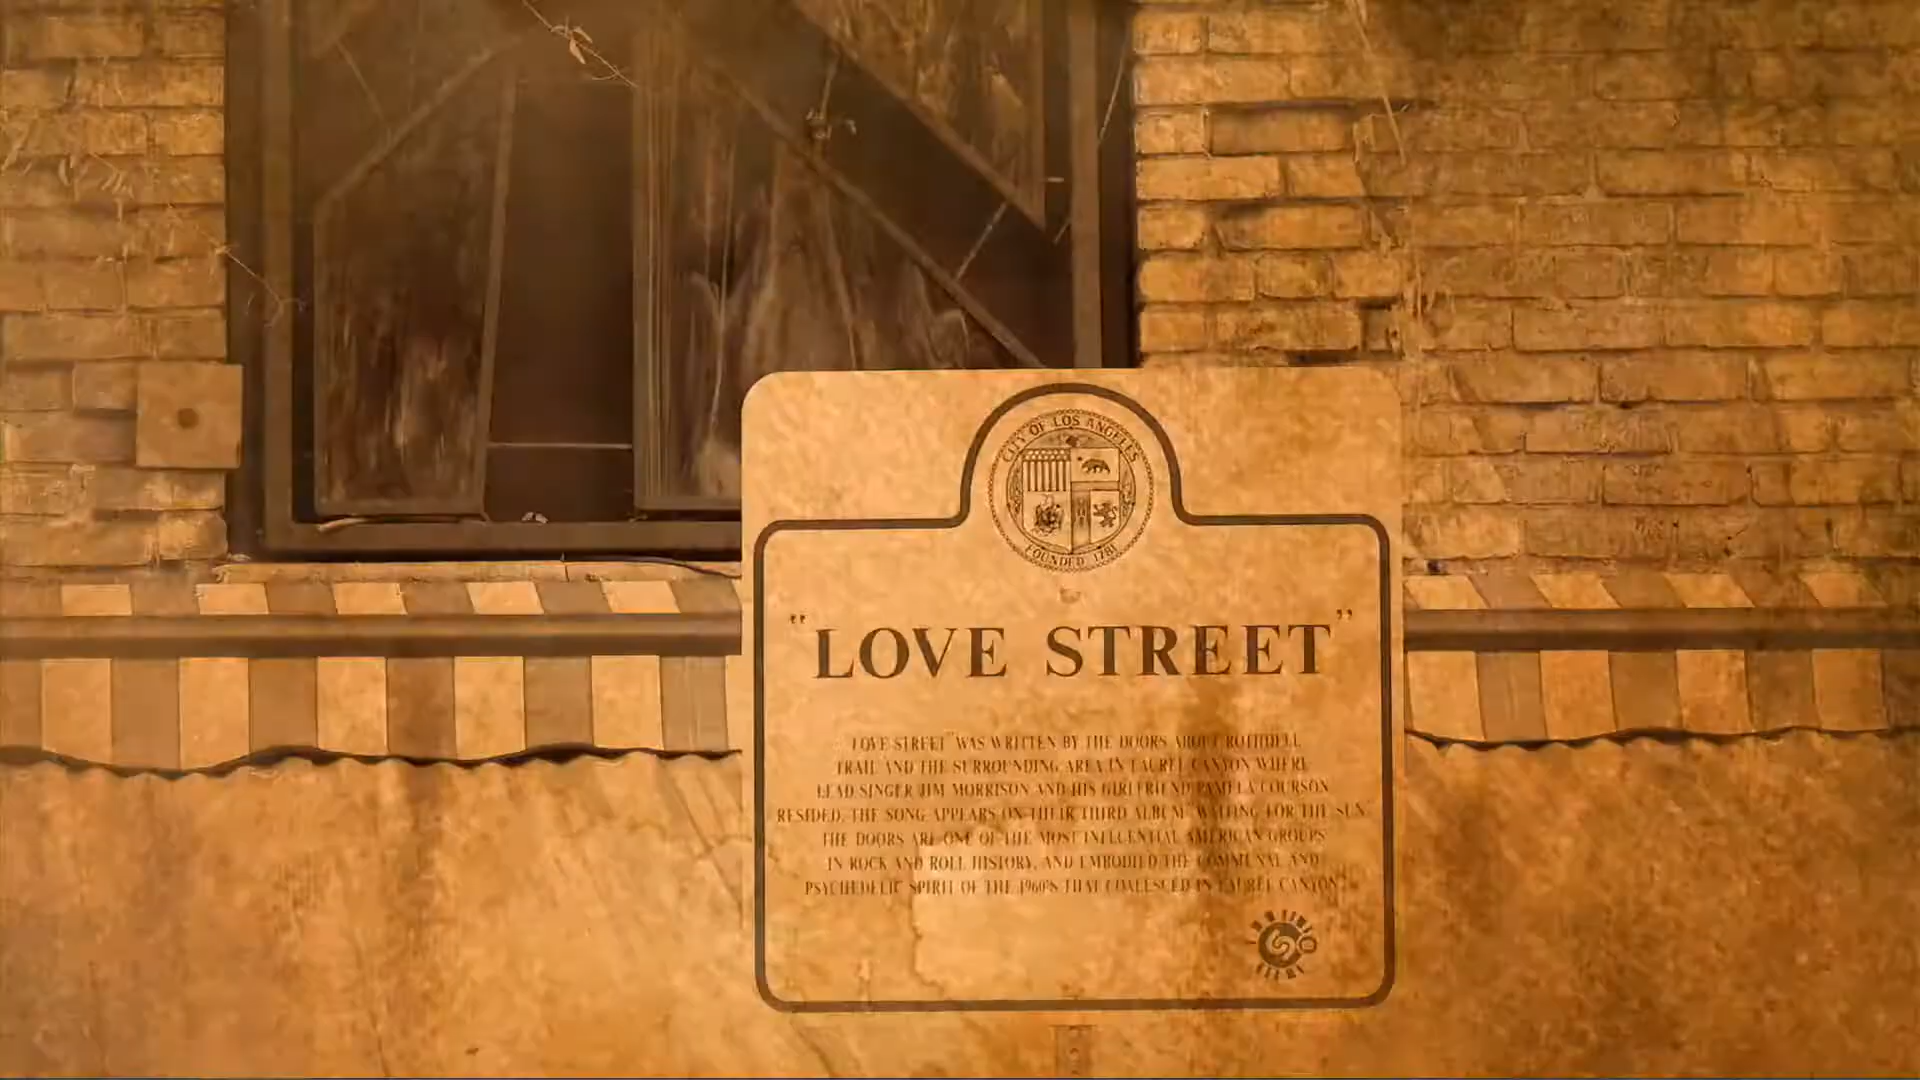 CITY OF LOS ANGELES
FOUNDED 1781
"LOVE STREET"
"LOVE STREET" WAS WRITTEN BY THE DOORS ABOUT ROTHDELL
TRAIL AND THE SURROUNDING AREA IN LAUREL CANYON WHERE
LEAD SINGER JIM MORRISON AND HIS GIRLFRIEND PAMELA COURSON
RESIDED. THE SONG APPEARS ON THEIR THIRD ALBUM "WAITING FOR THE SUN."
THE DOORS ARE ONE OF THE MOST INFLUENTIAL AMERICAN GROUPS
IN ROCK AND ROLL HISTORY, AND EMBODIED THE COMMUNAL AND
PSYCHEDELIC SPIRIT OF THE 1960'S THAT COALESCED IN LAUREL CANYON.